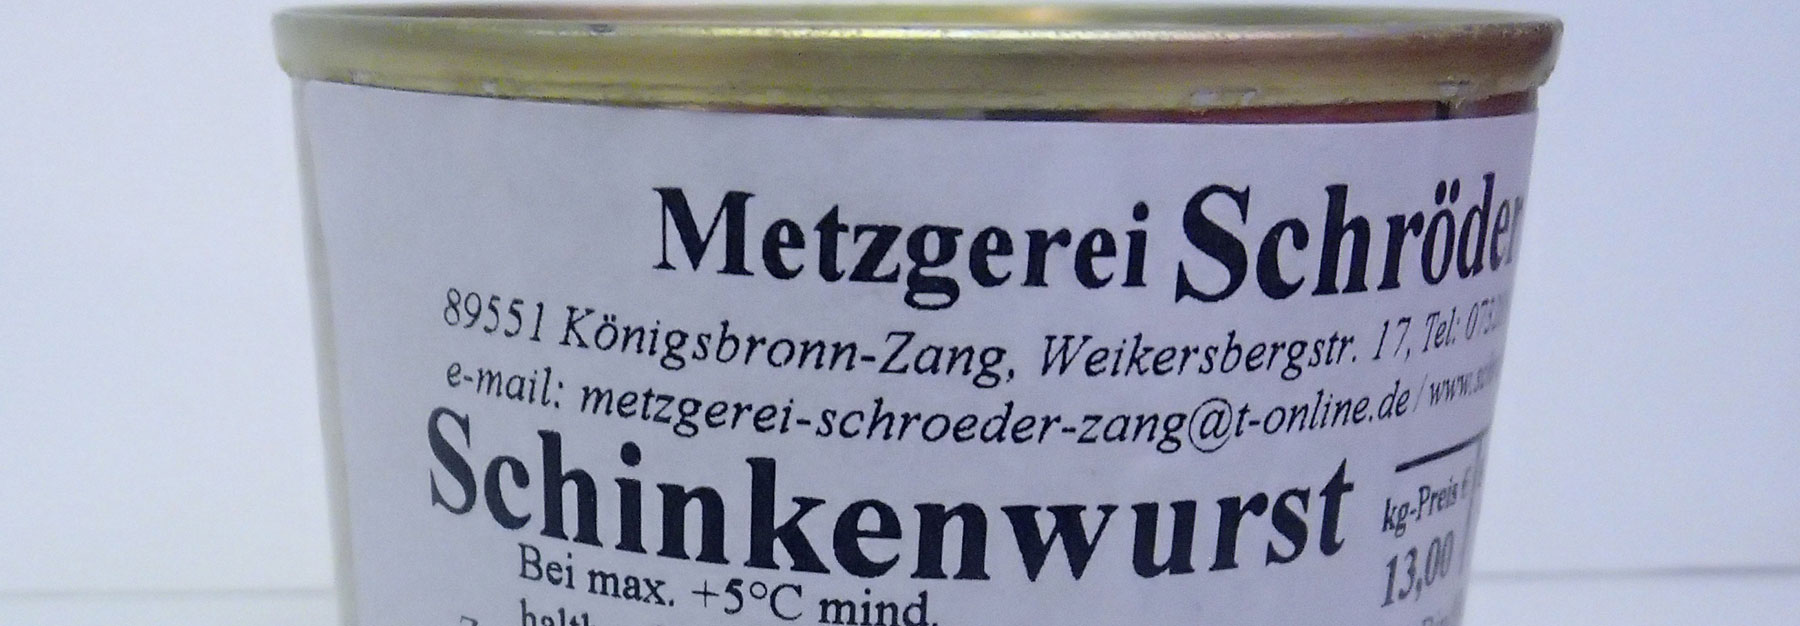 Metzgerei Schröder
89551 Königsbronn-Zang, Weikersbergstr. 17, Tel:
e-mail: metzgerei-schroeder-zang@t-online.de / www.
Schinkenwurst
kg-Preis
13,00
Bei max. +5°C mind.